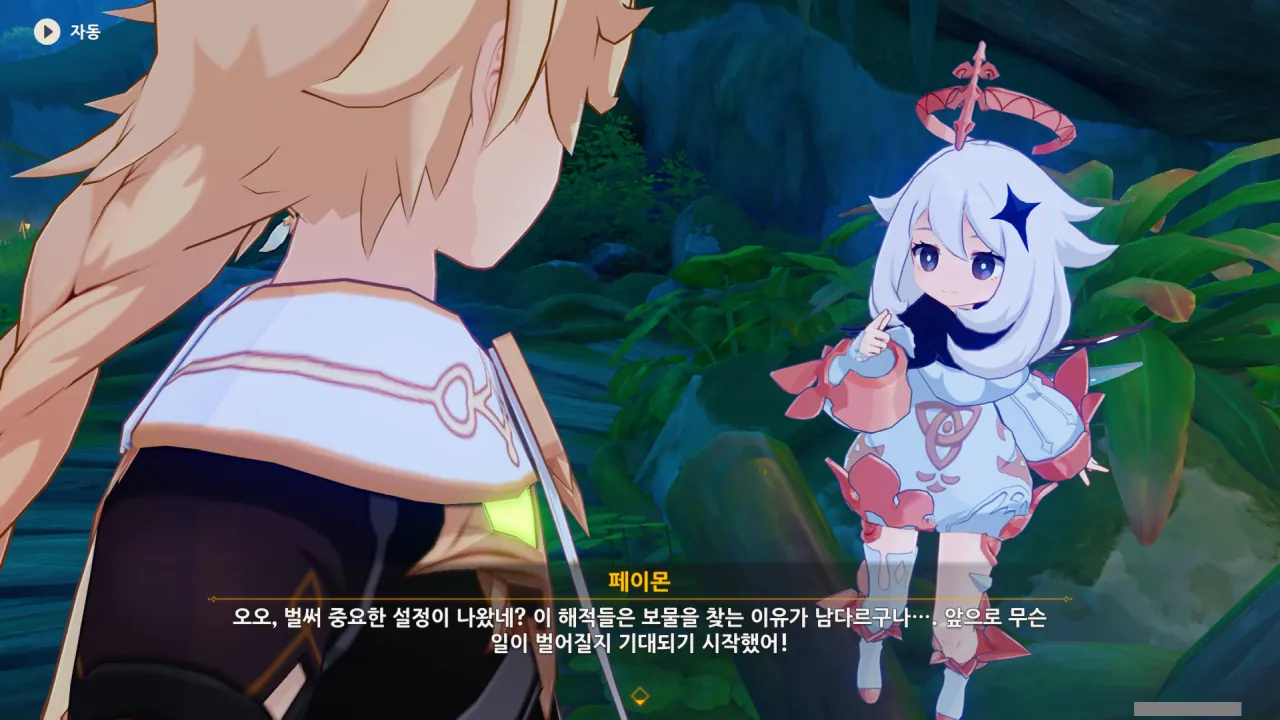 자동
페이몬
오오, 벌써 중요한 설정이 나왔네? 이 해적들은 보물을 찾는 이유가 남다르구나…. 앞으로 무슨
일이 벌어질지 기대되기 시작했어!